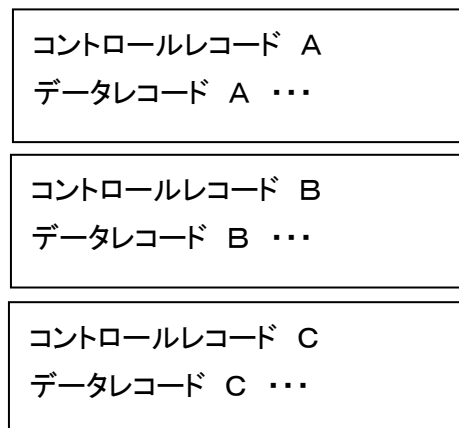 コントロールレコード　A
データレコード　A　･･･
コントロールレコード　B
データレコード　B　･･･
コントロールレコード　C
データレコード　C　･･･